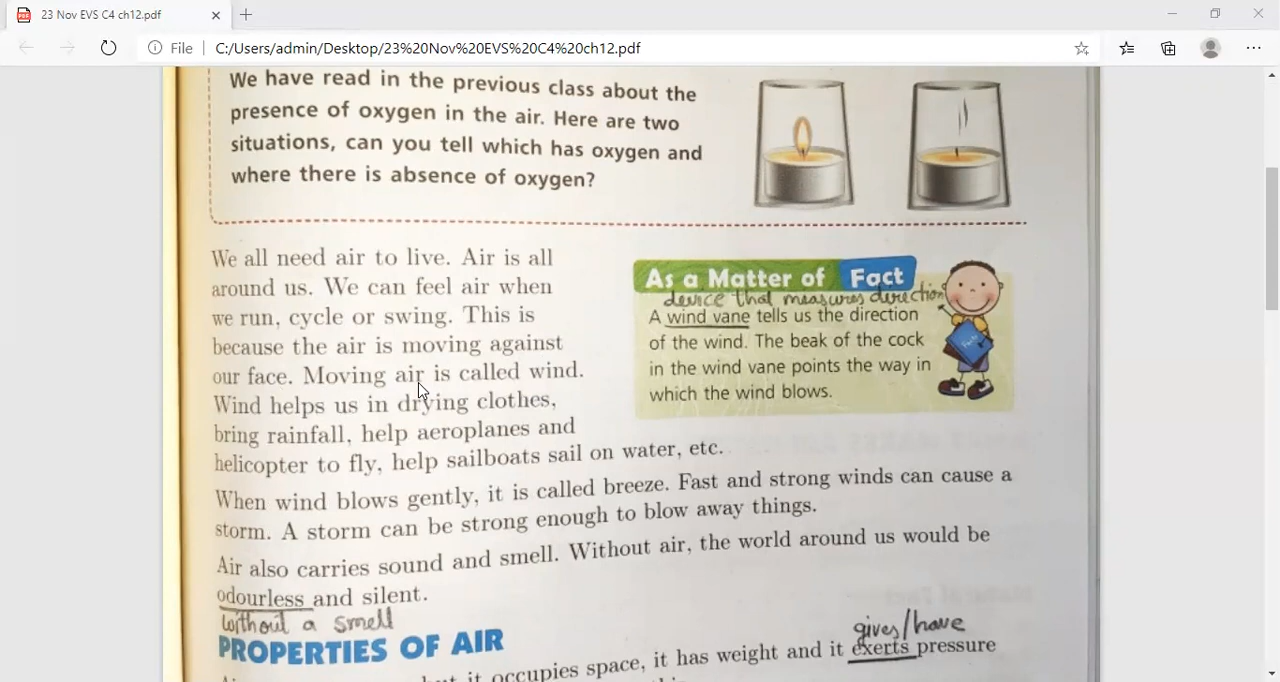 23 Nov EVS C4 ch12.pdf
File
C:/Users/admin/Desktop/23%20Nov%20EVS%20C4%20ch12.pdf
We have read in the previous class about the
presence of oxygen in the air. Here are two
situations, can you tell which has oxygen and
where there is absence of oxygen?
We all need air to live. Air is all
around us. We can feel air when
we run, cycle or swing. This is
because the air is moving against
our face. Moving air is called wind.
Wind helps us in drying clothes,
bring rainfall, help aeroplanes and
helicopter to fly, help sailboats sail on water, etc.
As a Matter of Fact
device that measures direction
A wind vane tells us the direction
of the wind. The beak of the cock
in the wind vane points the way in
which the wind blows.
Facts
When wind blows gently, it is called breeze. Fast and strong winds can cause a
storm. A storm can be strong enough to blow away things.
Air also carries sound and smell. Without air, the world around us would be
odourless and silent.
without a smell
PROPERTIES OF AIR
gives/have
it occupies space, it has weight and it exerts pressure